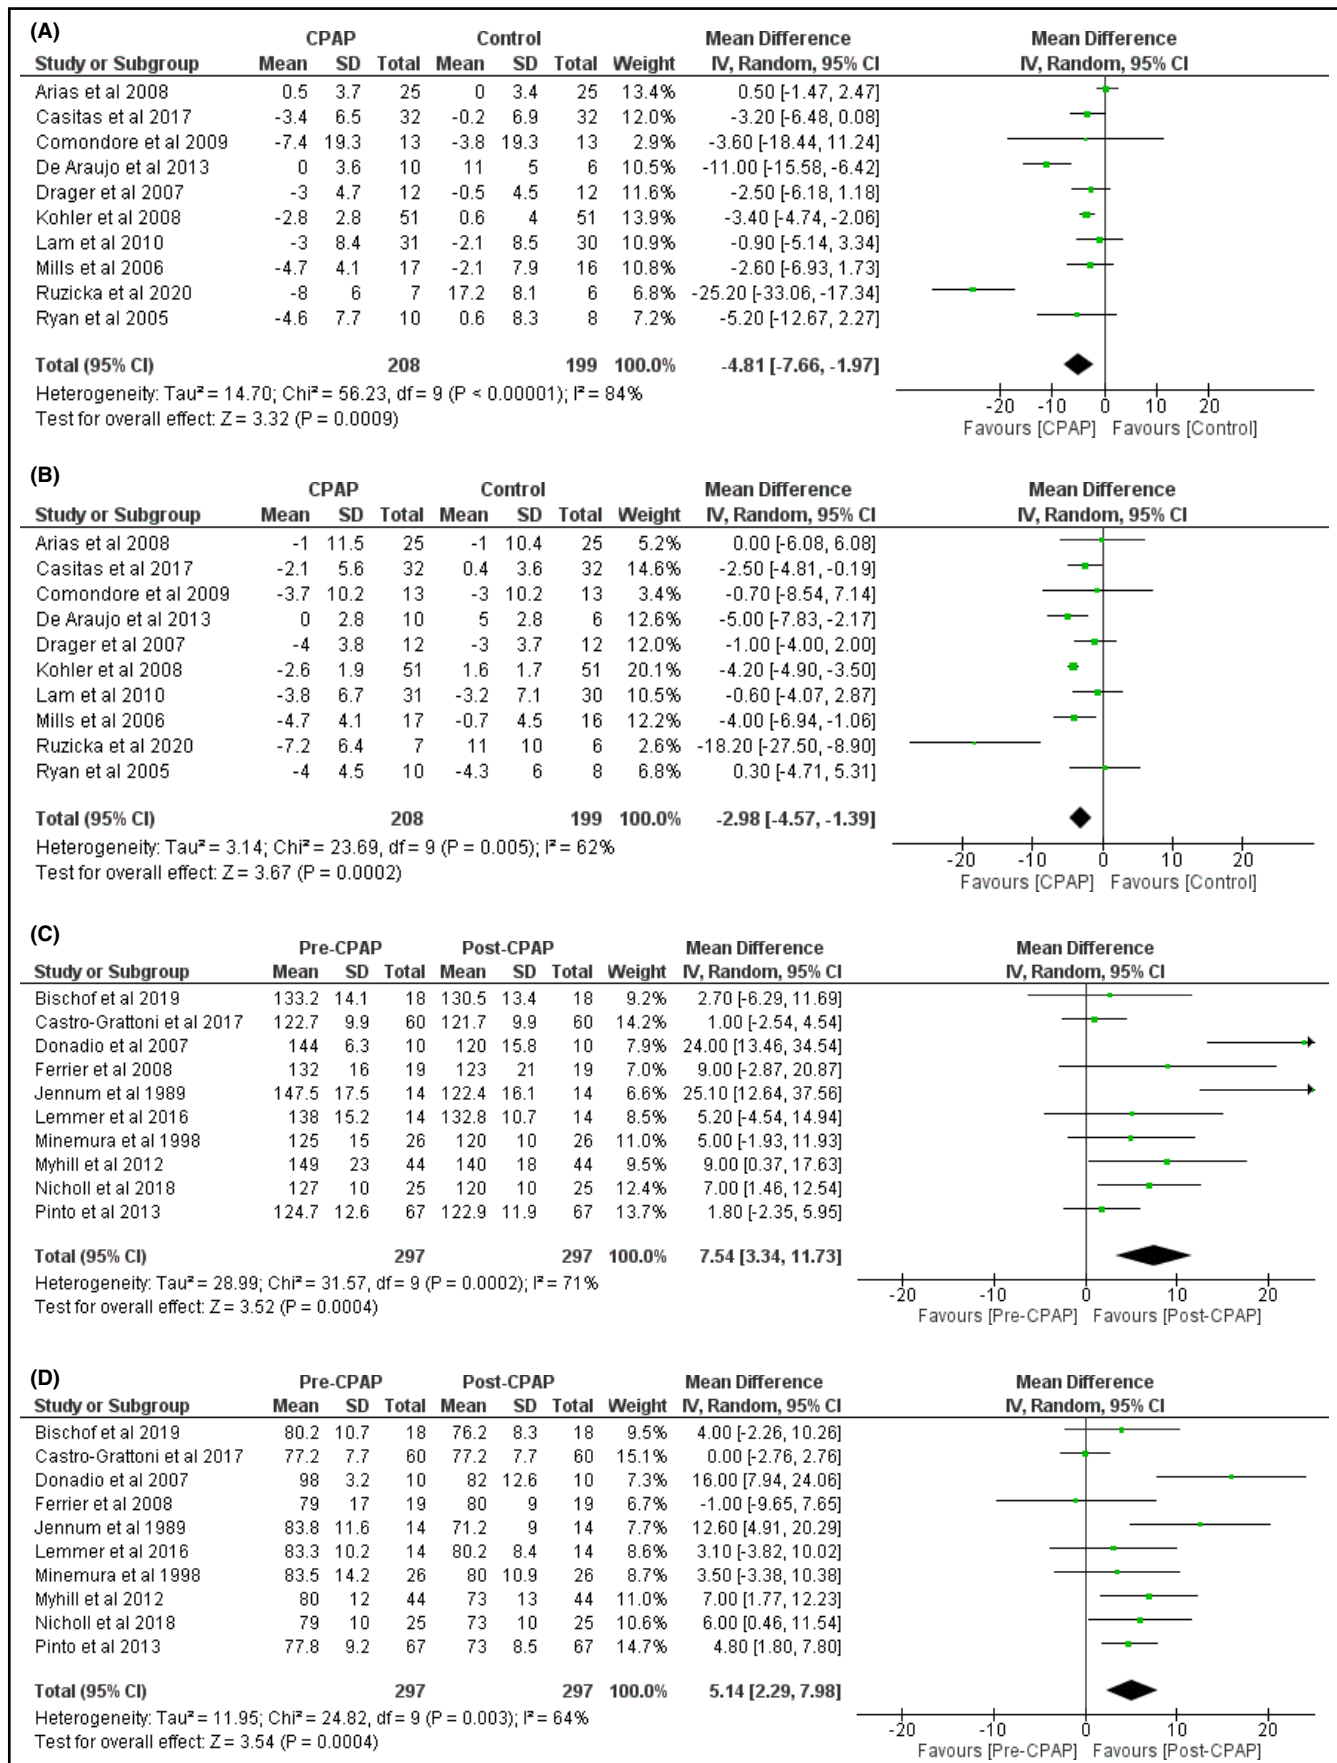 (A)
CPAP Control Mean Difference Mean Difference
Study or Subgroup Mean SD Total Mean SD Total Weight IV, Random, 95% CI IV, Random, 95% CI
Arias et al 2008 0.5 3.7 25 0 3.4 25 13.4% 0.50 [-1.47, 2.47]
Casitas et al 2017 -3.4 6.5 32 -0.2 6.9 32 12.0% -3.20 [-6.48, 0.08]
Comondore et al 2009 -7.4 19.3 13 -3.8 19.3 13 2.9% -3.60 [-18.44, 11.24]
De Araujo et al 2013 0 3.6 10 11 5 6 10.5% -11.00 [-15.58, -6.42]
Drager et al 2007 -3 4.7 12 -0.5 4.5 12 11.6% -2.50 [-6.18, 1.18]
Kohler et al 2008 -2.8 2.8 51 0.6 4 51 13.9% -3.40 [-4.74, -2.06]
Lam et al 2010 -3 8.4 31 -2.1 8.5 30 10.9% -0.90 [-5.14, 3.34]
Mills et al 2006 -4.7 4.1 17 -2.1 7.9 16 10.8% -2.60 [-6.93, 1.73]
Ruzicka et al 2020 -8 6 7 17.2 8.1 6 6.8% -25.20 [-33.06, -17.34]
Ryan et al 2005 -4.6 7.7 10 0.6 8.3 8 7.2% -5.20 [-12.67, 2.27]
Total (95% CI) 208 199 100.0% -4.81 [-7.66, -1.97]
Heterogeneity: Tau² = 14.70; Chi² = 56.23, df = 9 (P < 0.00001); I² = 84%
Test for overall effect: Z = 3.32 (P = 0.0009)
-20 -10 0 10 20
Favours [CPAP] Favours [Control]
(B)
CPAP Control Mean Difference Mean Difference
Study or Subgroup Mean SD Total Mean SD Total Weight IV, Random, 95% CI IV, Random, 95% CI
Arias et al 2008 -1 11.5 25 -1 10.4 25 5.2% 0.00 [-6.08, 6.08]
Casitas et al 2017 -2.1 5.6 32 0.4 3.6 32 14.6% -2.50 [-4.81, -0.19]
Comondore et al 2009 -3.7 10.2 13 -3 10.2 13 3.4% -0.70 [-8.54, 7.14]
De Araujo et al 2013 0 2.8 10 5 2.8 6 12.6% -5.00 [-7.83, -2.17]
Drager et al 2007 -4 3.8 12 -3 3.7 12 12.0% -1.00 [-4.00, 2.00]
Kohler et al 2008 -2.6 1.9 51 1.6 1.7 51 20.1% -4.20 [-4.90, -3.50]
Lam et al 2010 -3.8 6.7 31 -3.2 7.1 30 10.5% -0.60 [-4.07, 2.87]
Mills et al 2006 -4.7 4.1 17 -0.7 4.5 16 12.2% -4.00 [-6.94, -1.06]
Ruzicka et al 2020 -7.2 6.4 7 11 10 6 2.6% -18.20 [-27.50, -8.90]
Ryan et al 2005 -4 4.5 10 -4.3 6 8 6.8% 0.30 [-4.71, 5.31]
Total (95% CI) 208 199 100.0% -2.98 [-4.57, -1.39]
Heterogeneity: Tau² = 3.14; Chi² = 23.69, df = 9 (P = 0.005); I² = 62%
Test for overall effect: Z = 3.67 (P = 0.0002)
-20 -10 0 10 20
Favours [CPAP] Favours [Control]
(C)
Pre-CPAP Post-CPAP Mean Difference Mean Difference
Study or Subgroup Mean SD Total Mean SD Total Weight IV, Random, 95% CI IV, Random, 95% CI
Bischof et al 2019 133.2 14.1 18 130.5 13.4 18 9.2% 2.70 [-6.29, 11.69]
Castro-Grattoni et al 2017 122.7 9.9 60 121.7 9.9 60 14.2% 1.00 [-2.54, 4.54]
Donadio et al 2007 144 6.3 10 120 15.8 10 7.9% 24.00 [13.46, 34.54]
Ferrier et al 2008 132 16 19 123 21 19 7.0% 9.00 [-2.87, 20.87]
Jennum et al 1989 147.5 17.5 14 122.4 16.1 14 6.6% 25.10 [12.64, 37.56]
Lemmer et al 2016 138 15.2 14 132.8 10.7 14 8.5% 5.20 [-4.54, 14.94]
Minemura et al 1998 125 15 26 120 10 26 11.0% 5.00 [-1.93, 11.93]
Myhill et al 2012 149 23 44 140 18 44 9.5% 9.00 [0.37, 17.63]
Nicholl et al 2018 127 10 25 120 10 25 12.4% 7.00 [1.46, 12.54]
Pinto et al 2013 124.7 12.6 67 122.9 11.9 67 13.7% 1.80 [-2.35, 5.95]
Total (95% CI) 297 297 100.0% 7.54 [3.34, 11.73]
Heterogeneity: Tau² = 28.99; Chi² = 31.57, df = 9 (P = 0.0002); I² = 71%
Test for overall effect: Z = 3.52 (P = 0.0004)
-20 -10 0 10 20
Favours [Pre-CPAP] Favours [Post-CPAP]
(D)
Pre-CPAP Post-CPAP Mean Difference Mean Difference
Study or Subgroup Mean SD Total Mean SD Total Weight IV, Random, 95% CI IV, Random, 95% CI
Bischof et al 2019 80.2 10.7 18 76.2 8.3 18 9.5% 4.00 [-2.26, 10.26]
Castro-Grattoni et al 2017 77.2 7.7 60 77.2 7.7 60 15.1% 0.00 [-2.76, 2.76]
Donadio et al 2007 98 3.2 10 82 12.6 10 7.3% 16.00 [7.94, 24.06]
Ferrier et al 2008 79 17 19 80 9 19 6.7% -1.00 [-9.65, 7.65]
Jennum et al 1989 83.8 11.6 14 71.2 9 14 7.7% 12.60 [4.91, 20.29]
Lemmer et al 2016 83.3 10.2 14 80.2 8.4 14 8.6% 3.10 [-3.82, 10.02]
Minemura et al 1998 83.5 14.2 26 80 10.9 26 8.7% 3.50 [-3.38, 10.38]
Myhill et al 2012 80 12 44 73 13 44 11.0% 7.00 [1.77, 12.23]
Nicholl et al 2018 79 10 25 73 10 25 10.6% 6.00 [0.46, 11.54]
Pinto et al 2013 77.8 9.2 67 73 8.5 67 14.7% 4.80 [1.80, 7.80]
Total (95% CI) 297 297 100.0% 5.14 [2.29, 7.98]
Heterogeneity: Tau² = 11.95; Chi² = 24.82, df = 9 (P = 0.003); I² = 64%
Test for overall effect: Z = 3.54 (P = 0.0004)
-20 -10 0 10 20
Favours [Pre-CPAP] Favours [Post-CPAP]